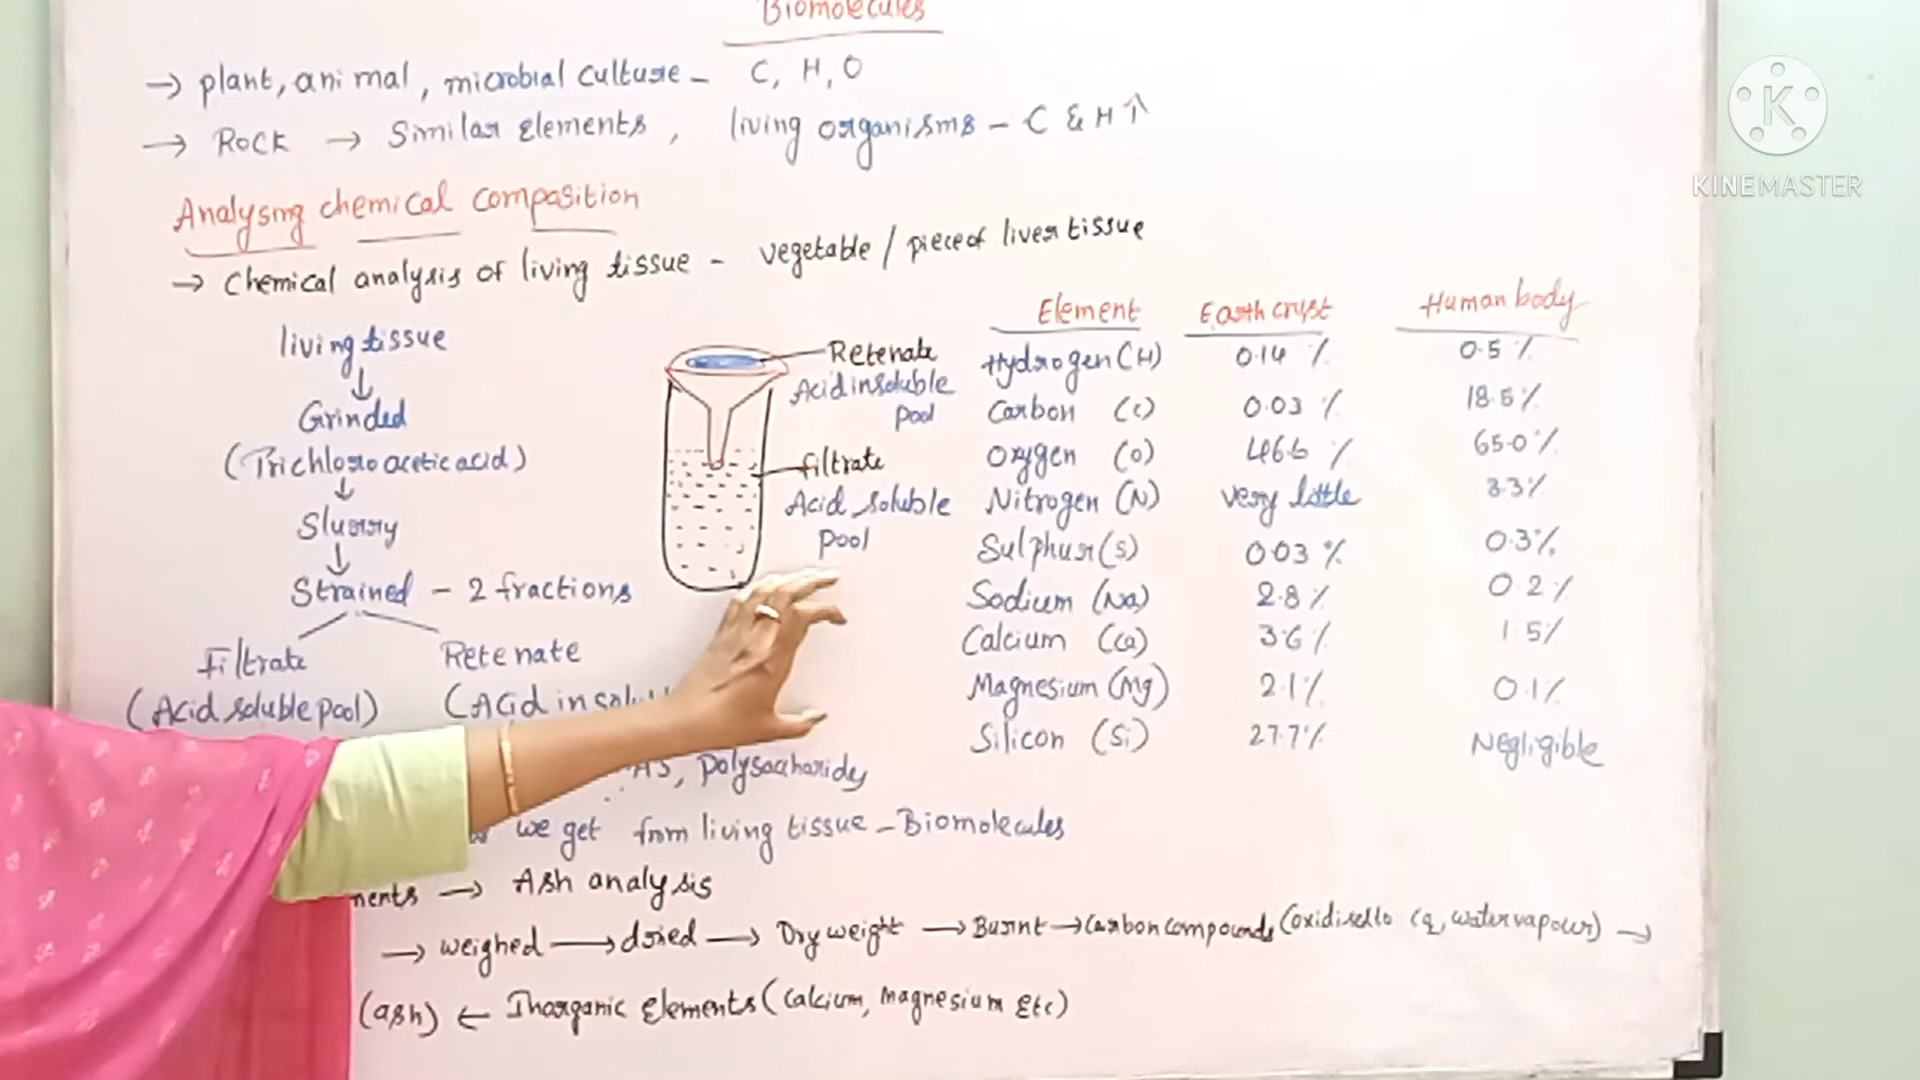 Biomolecules
→ plant, animal, microbial culture - C, H, O
→ Rock → Similar Elements, living organisms - C & H ↑
Analysing chemical composition
→ Chemical analysis of living tissue - vegetable / piece of liver tissue
living tissue
↓
Grinded
(Trichloro acetic acid)
↓
Slurry
↓
Strained - 2 fractions
Filtrate Retenate
(Acid soluble pool) (Acid insolu
Retenate
Acid insoluble
pool
filtrate
Acid soluble
pool
Element Earth crust Human body
Hydrogen (H) 0.14 % 0.5 %
Carbon (C) 0.03 % 18.5 %
Oxygen (O) 46.6 % 65.0 %
Nitrogen (N) very little 3.3 %
Sulphur (S) 0.03 % 0.3 %
Sodium (Na) 2.8 % 0.2 %
Calcium (Ca) 3.6 % 1.5 %
Magnesium (Mg) 2.1 % 0.1 %
Silicon (Si) 27.7 % Negligible
, polysaccharides
we get from living tissue - Biomolecules
ments → Ash analysis
→ weighed → dried → Dry weight → Burnt → Carbon compounds (oxidised to CO2, water vapour) →
(ash) ← Inorganic Elements (Calcium, Magnesium Etc)
KINEMASTER